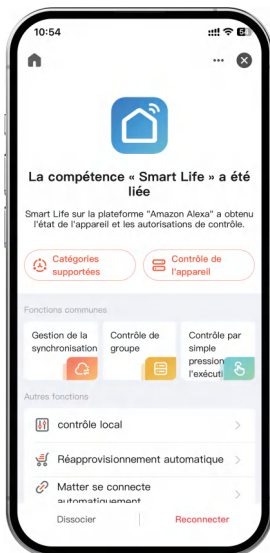 10:54
La compétence « Smart Life » a été
liée
Smart Life sur la plateforme "Amazon Alexa" a obtenu
l'état de l'appareil et les autorisations de contrôle.
Catégories
supportées
Contrôle de
l'appareil
Fonctions communes
Gestion de la
synchronisation
Contrôle de
groupe
Contrôle par
simple
pression
l'exécuti
Autres fonctions
contrôle local
Réapprovisionnement automatique
Matter se connecte
automatiquement
Dissocier
Reconnecter